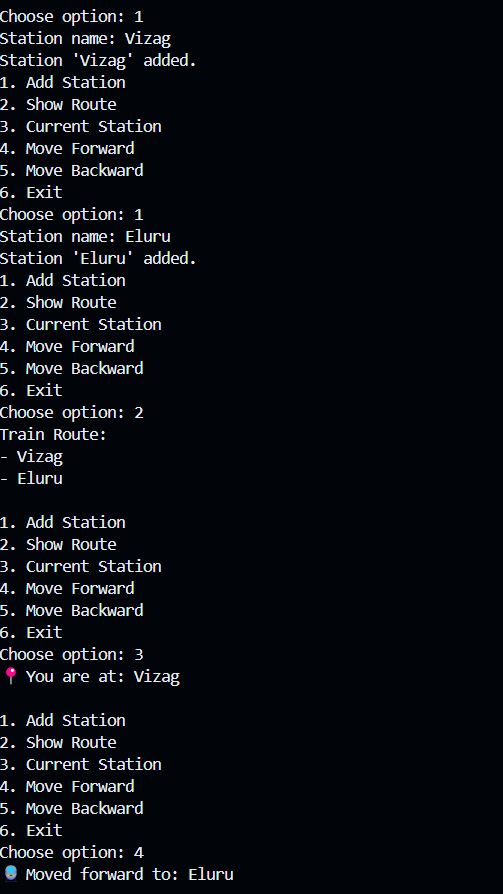 Choose option: 1
Station name: Vizag
Station 'Vizag' added.
1. Add Station
2. Show Route
3. Current Station
4. Move Forward
5. Move Backward
6. Exit
Choose option: 1
Station name: Eluru
Station 'Eluru' added.
1. Add Station
2. Show Route
3. Current Station
4. Move Forward
5. Move Backward
6. Exit
Choose option: 2
Train Route:
- Vizag
- Eluru
1. Add Station
2. Show Route
3. Current Station
4. Move Forward
5. Move Backward
6. Exit
Choose option: 3
📍 You are at: Vizag
1. Add Station
2. Show Route
3. Current Station
4. Move Forward
5. Move Backward
6. Exit
Choose option: 4
Moved forward to: Eluru